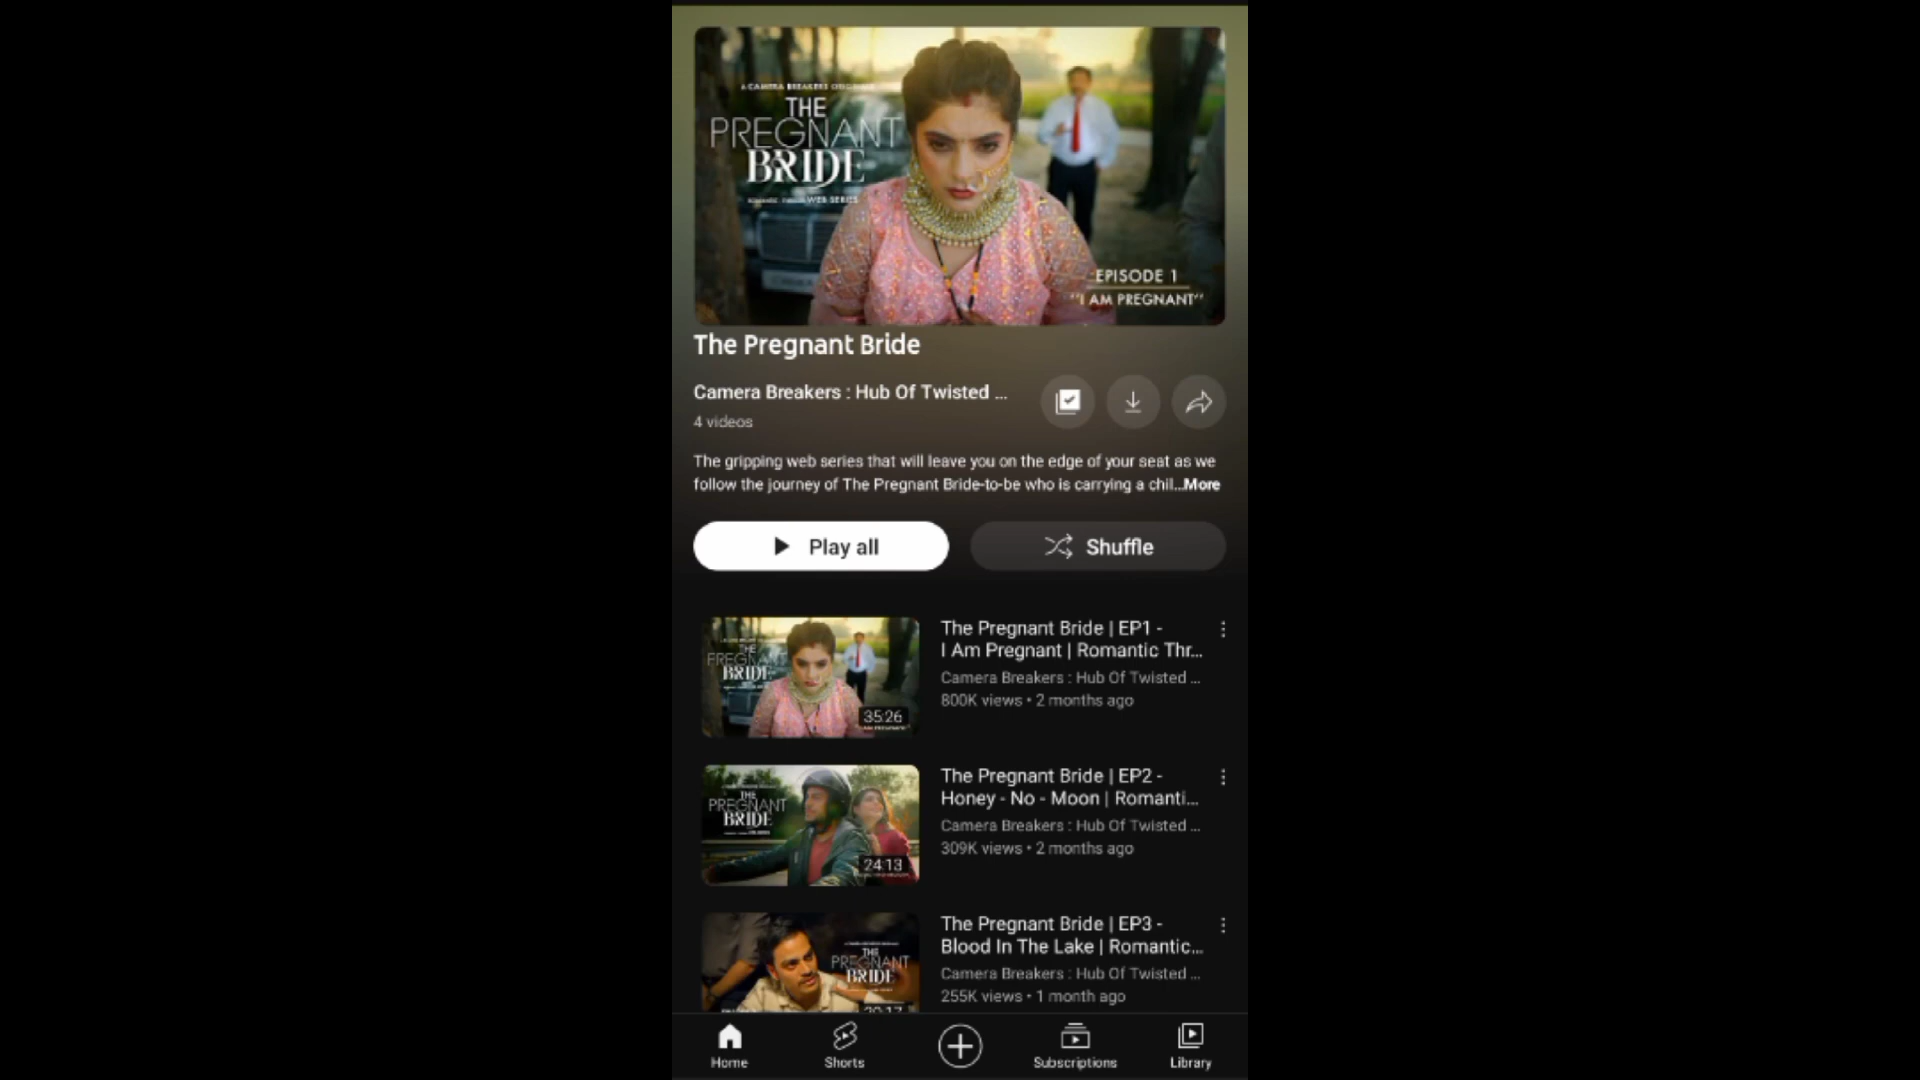 A CAMERA BREAKERS ORIGINAL
THE
PREGNANT
BRIDE
WEB SERIES
EPISODE 1
"I AM PREGNANT"
The Pregnant Bride
Camera Breakers : Hub Of Twisted ...
4 videos
The gripping web series that will leave you on the edge of your seat as we
follow the journey of The Pregnant Bride-to-be who is carrying a chil...More
Play all
Shuffle
THE
PREGNANT
BRIDE
35:26
The Pregnant Bride | EP1 -
I Am Pregnant | Romantic Thr...
Camera Breakers : Hub Of Twisted ...
800K views • 2 months ago
THE
PREGNANT
BRIDE
24:13
The Pregnant Bride | EP2 -
Honey - No - Moon | Romanti...
Camera Breakers : Hub Of Twisted ...
309K views • 2 months ago
THE
PREGNANT
BRIDE
The Pregnant Bride | EP3 -
Blood In The Lake | Romantic...
Camera Breakers : Hub Of Twisted ...
255K views • 1 month ago
Home
Shorts
Subscriptions
Library